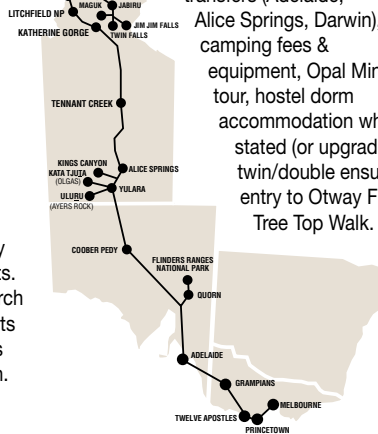 transfers (Adelaide,
Alice Springs, Darwin)
camping fees &
equipment, Opal Min
tour, hostel dorm
accommodation wh
stated (or upgrad
twin/double ensu
entry to Otway F
Tree Top Walk.
y
ts.
rch
ts
s
n.
LITCHFIELD NP
MAGUK
JABIRU
JIM JIM FALLS
TWIN FALLS
KATHERINE GORGE
TENNANT CREEK
KINGS CANYON
KATA TJUTA
(OLGAS)
ALICE SPRINGS
YULARA
ULURU
(AYERS ROCK)
COOBER PEDY
FLINDERS RANGES
NATIONAL PARK
QUORN
ADELAIDE
GRAMPIANS
MELBOURNE
TWELVE APOSTLES
PRINCETOWN